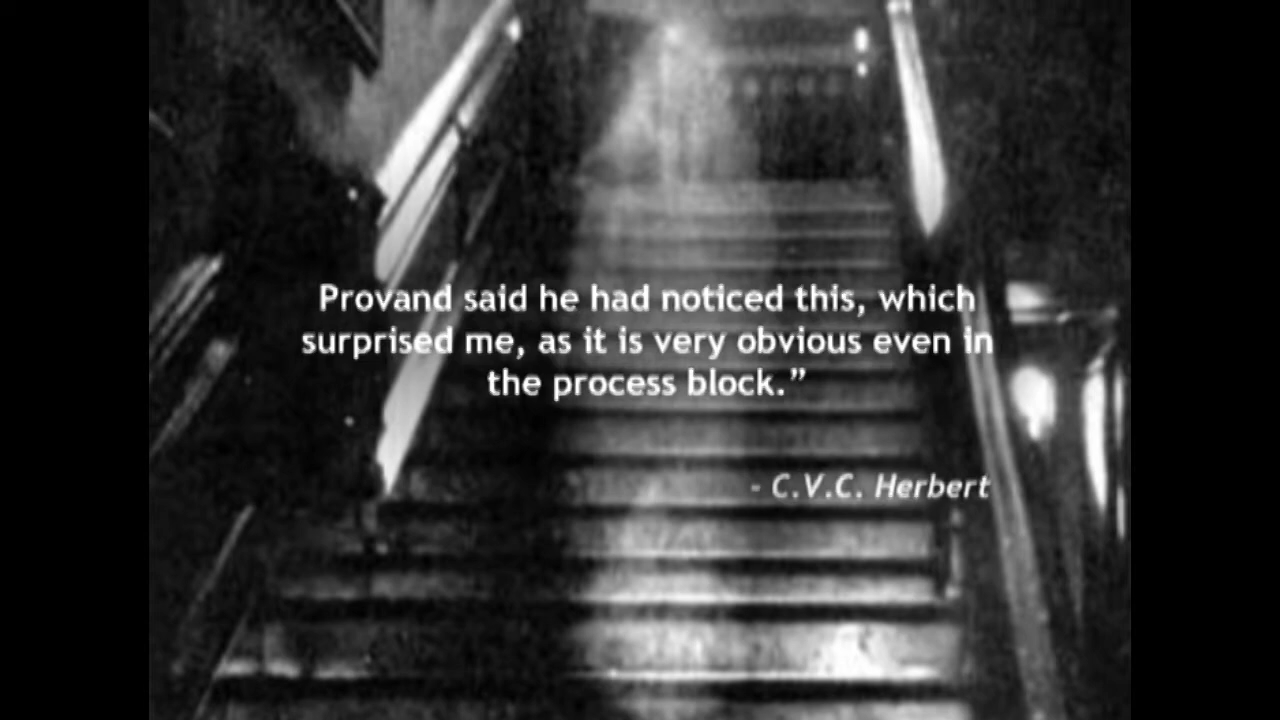 Provand said he had noticed this, which
surprised me, as it is very obvious even in
the process block.”
- C.V.C. Herbert